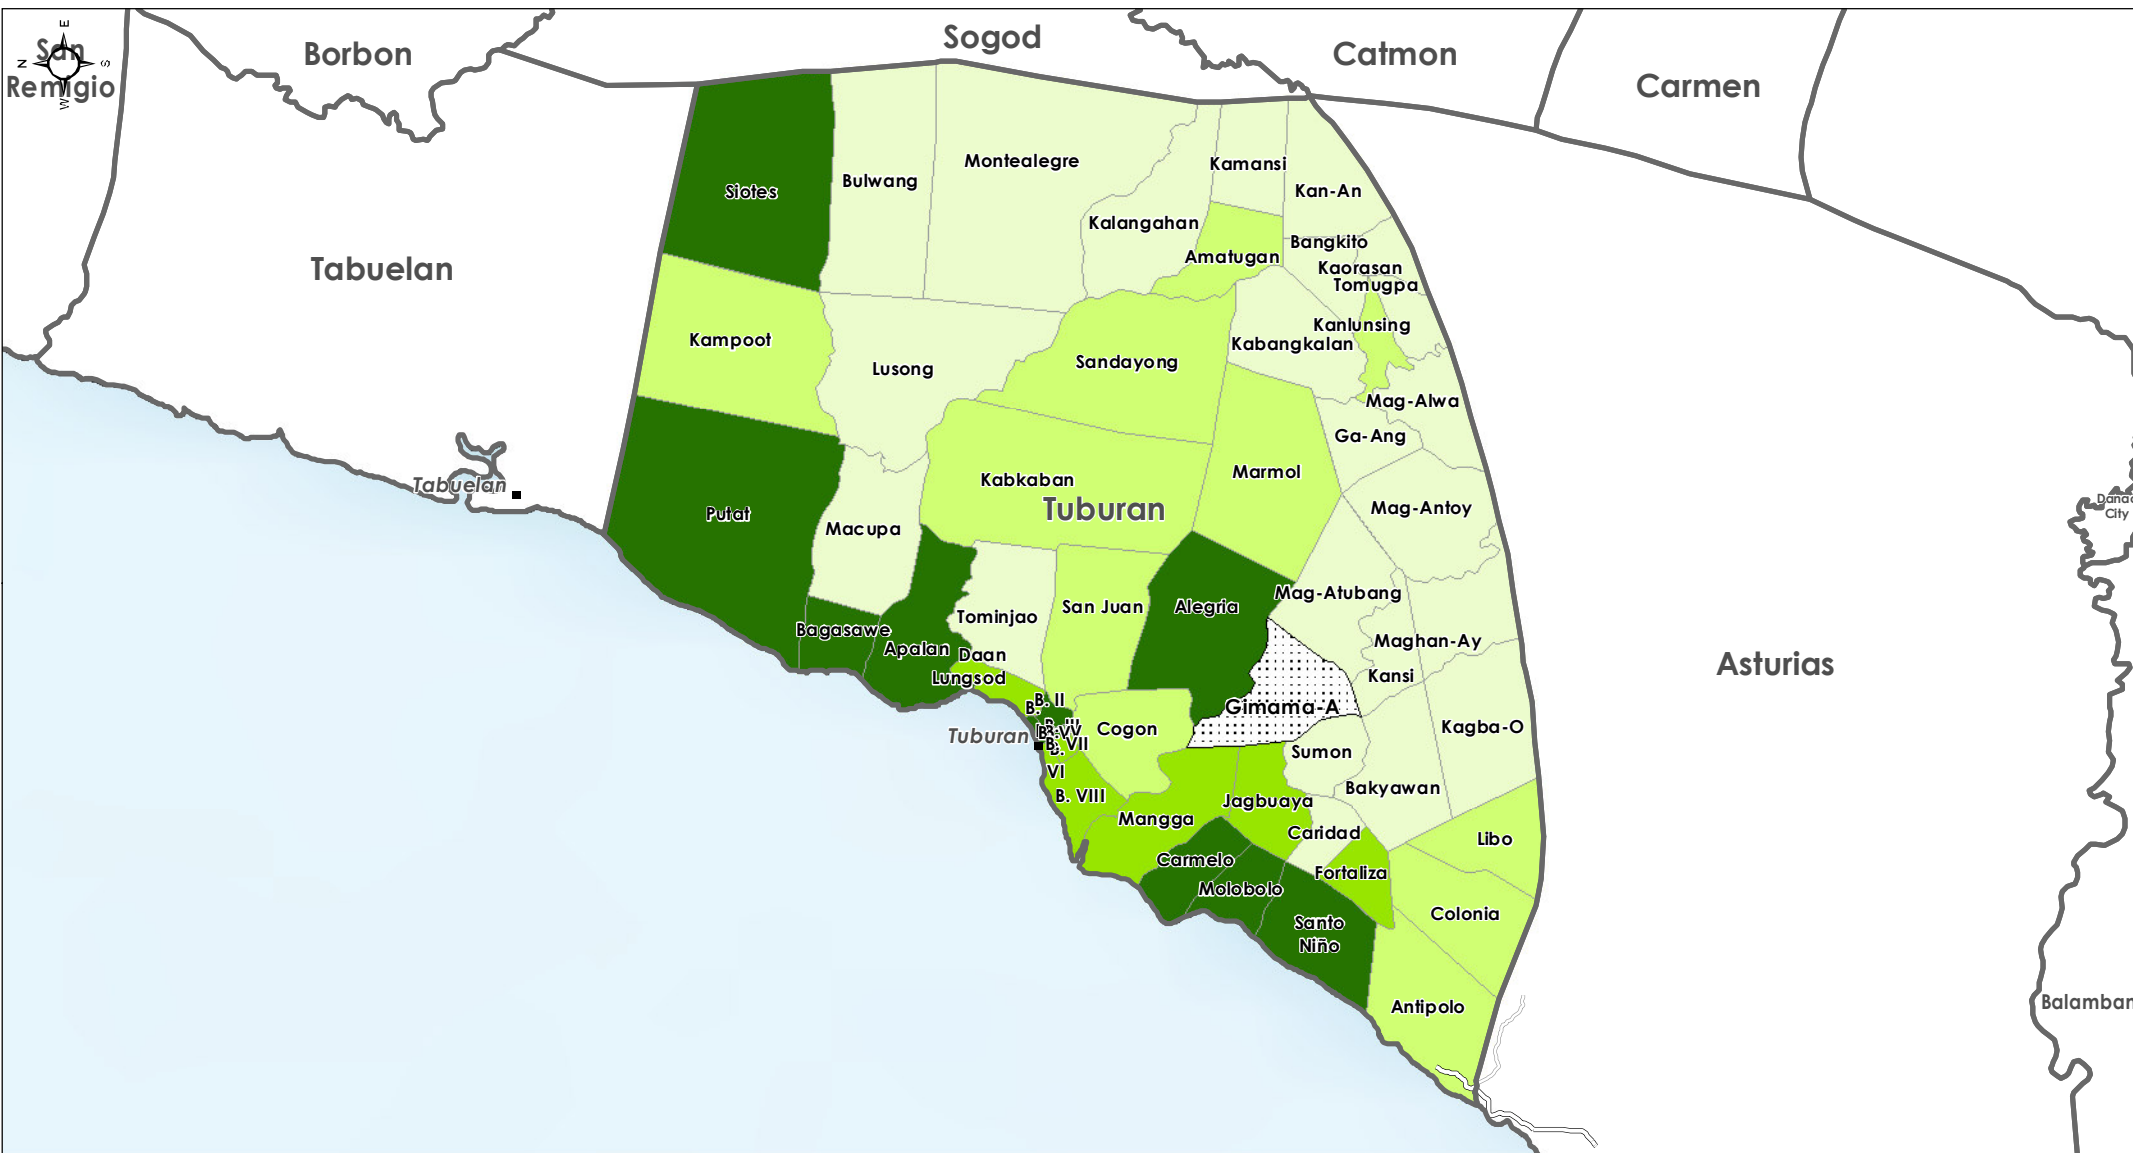 E
N
S
W
San
Remigio
Borbon
Sogod
Catmon
Carmen
Tabuelan
Siotes
Bulwang
Montealegre
Kalangahan
Kamansi
Kan-An
Amatugan
Bangkito
Kaorasan
Tomugpa
Kampoot
Lusong
Sandayong
Kanlunsing
Kabangkalan
Mag-Alwa
Ga-Ang
Marmol
Kabkaban
Tuburan
Mag-Antoy
Tabuelan
Putat
Macupa
Danao
City
Tominjao
San Juan
Alegria
Mag-Atubang
Bagasawe
Apalan
Daan
Lungsod
Maghan-Ay
Kansi
Asturias
B. II
B.
Gimama-A
Kagba-O
Tuburan
Cogon
B. VII
B.
VI
Sumon
Bakyawan
B. VIII
Jagbuaya
Mangga
Caridad
Libo
Carmelo
Fortaliza
Molobolo
Santo
Niño
Colonia
Antipolo
Balamban